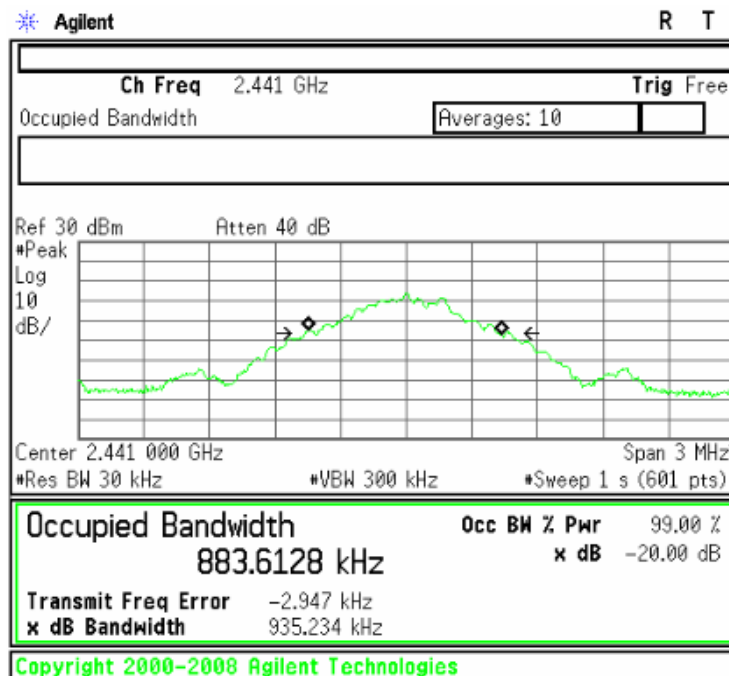 Agilent R T
Ch Freq 2.441 GHz Trig Free
Occupied Bandwidth Averages: 10
Ref 30 dBm Atten 40 dB
#Peak
Log
10
dB/
Center 2.441 000 GHz Span 3 MHz
#Res BW 30 kHz #VBW 300 kHz #Sweep 1 s (601 pts)
Occupied Bandwidth Occ BW % Pwr 99.00 %
883.6128 kHz x dB -20.00 dB
Transmit Freq Error -2.947 kHz
x dB Bandwidth 935.234 kHz
Copyright 2000-2008 Agilent Technologies